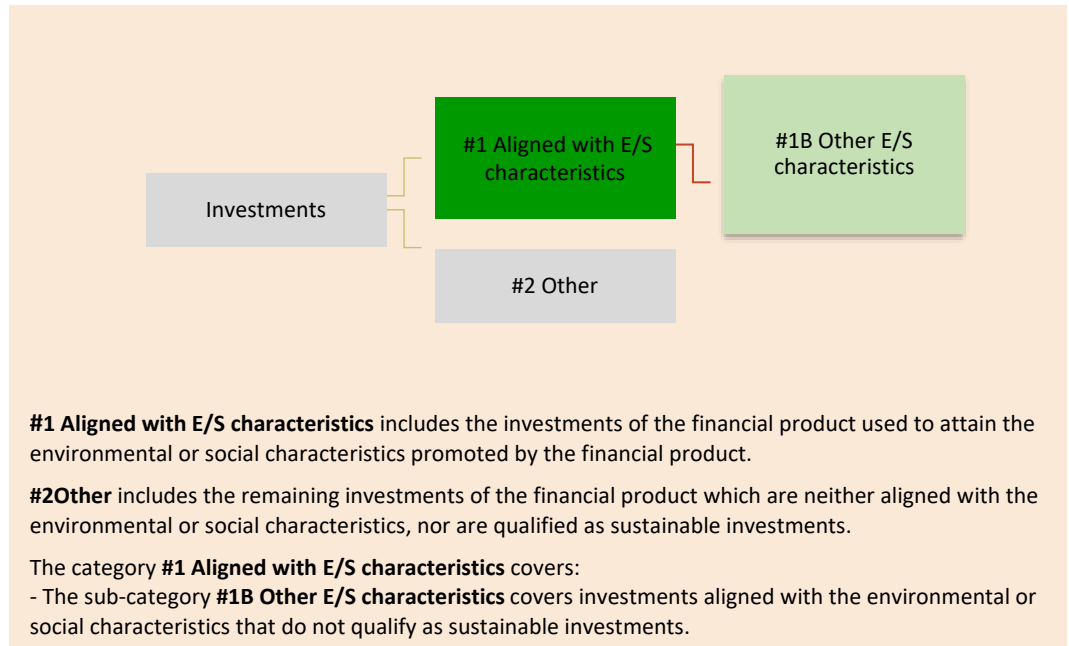 #1 Aligned with E/S
characteristics
#1B Other E/S
characteristics
Investments
#2 Other
#1 Aligned with E/S characteristics includes the investments of the financial product used to attain the
environmental or social characteristics promoted by the financial product.
#2Other includes the remaining investments of the financial product which are neither aligned with the
environmental or social characteristics, nor are qualified as sustainable investments.
The category #1 Aligned with E/S characteristics covers:
- The sub-category #1B Other E/S characteristics covers investments aligned with the environmental or
social characteristics that do not qualify as sustainable investments.